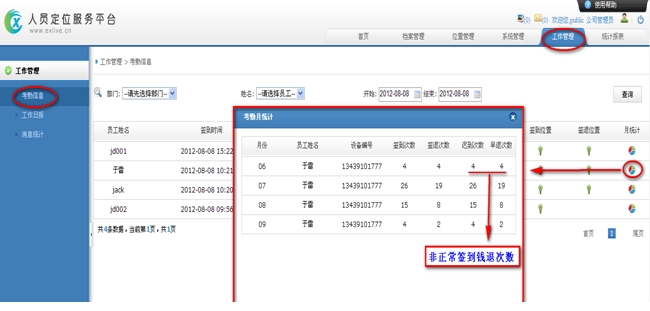 使用帮助
人员定位服务平台
www.exlive.cn
(0) (0) 欢迎您,public 公司管理员
首页 档案管理 位置管理 系统管理 工作管理 统计报表
工作管理
工作管理 > 考勤信息
考勤信息
工作日报
信息统计
部门: --请先选择部门-- 姓名: --请选择员工-- 开始: 2012-08-08 结束: 2012-08-08 查询
员工姓名 签到时间 签到位置 签退位置 月统计
jd001 2012-08-08 15:22
于雷 2012-08-08 10:21
jack 2012-08-08 10:20
jd002 2012-08-08 09:56
共4条数据,当前第1页,共1页
首页 1 尾页
考勤月统计
月份 员工姓名 设备编号 签到次数 签退次数 迟到次数 早退次数
06 于雷 13439101777 4 4 4 4
07 于雷 13439101777 26 19 26 19
08 于雷 13439101777 15 8 15 8
09 于雷 13439101777 4 2 4 2
非正常签到钱退次数